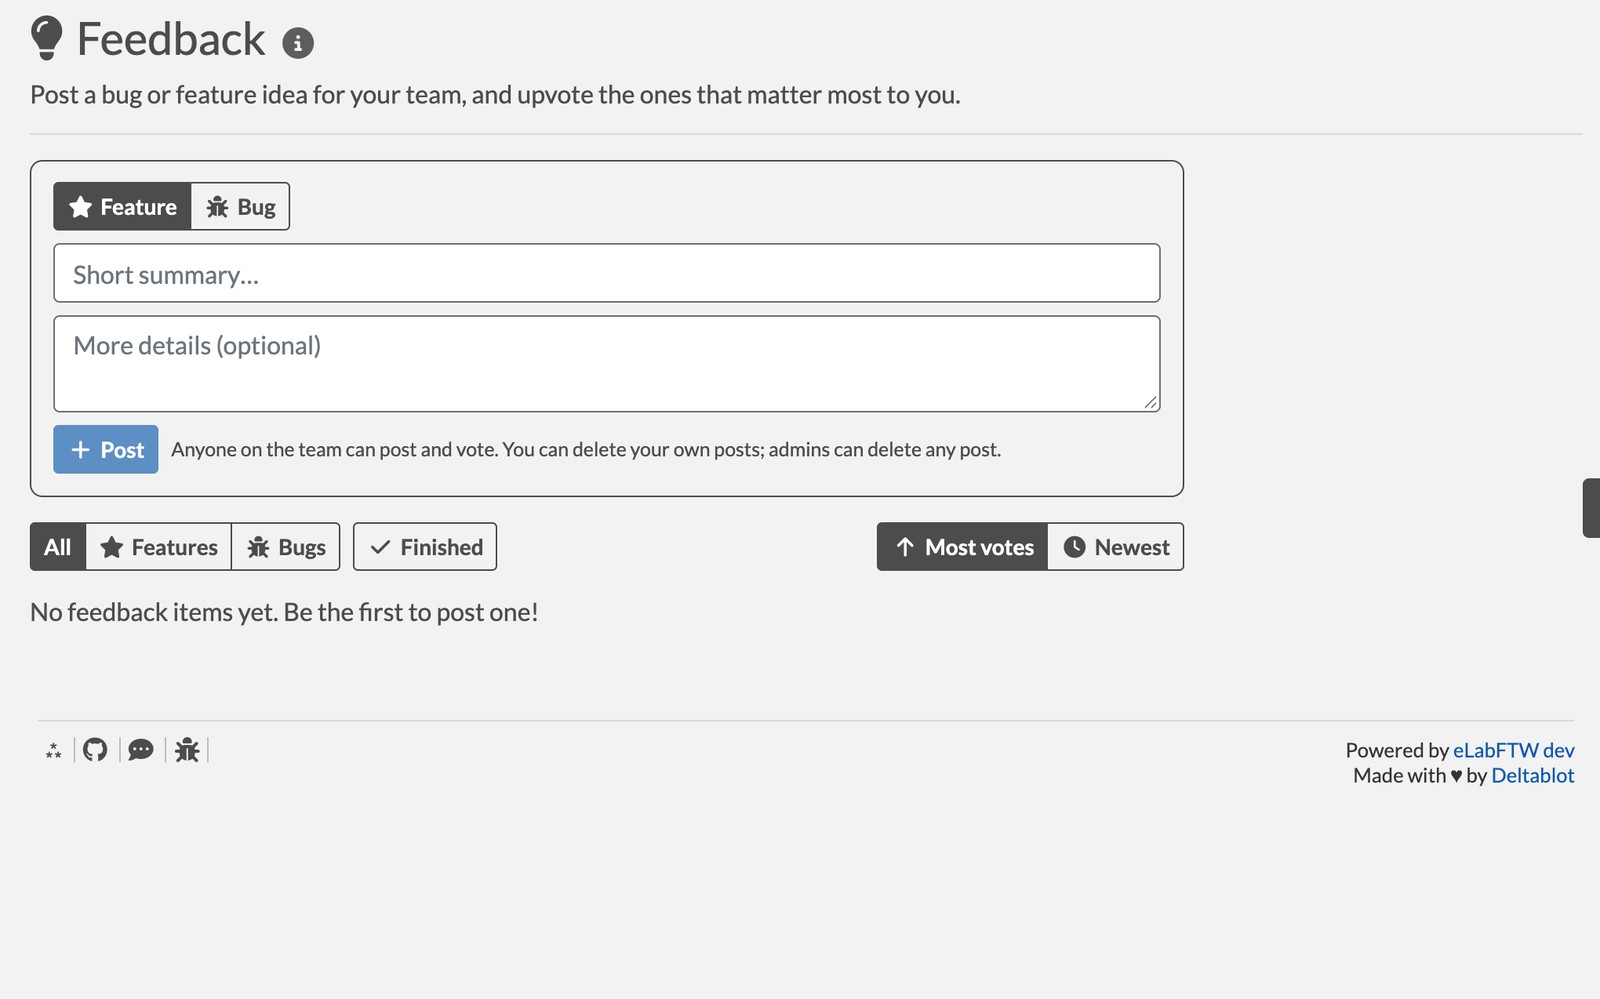 Feedback
Post a bug or feature idea for your team, and upvote the ones that matter most to you.
Feature Bug
Short summary...
More details (optional)
Post Anyone on the team can post and vote. You can delete your own posts; admins can delete any post.
All Features Bugs Finished Most votes Newest
No feedback items yet. Be the first to post one!
Powered by eLabFTW dev
Made with ♥ by Deltablot